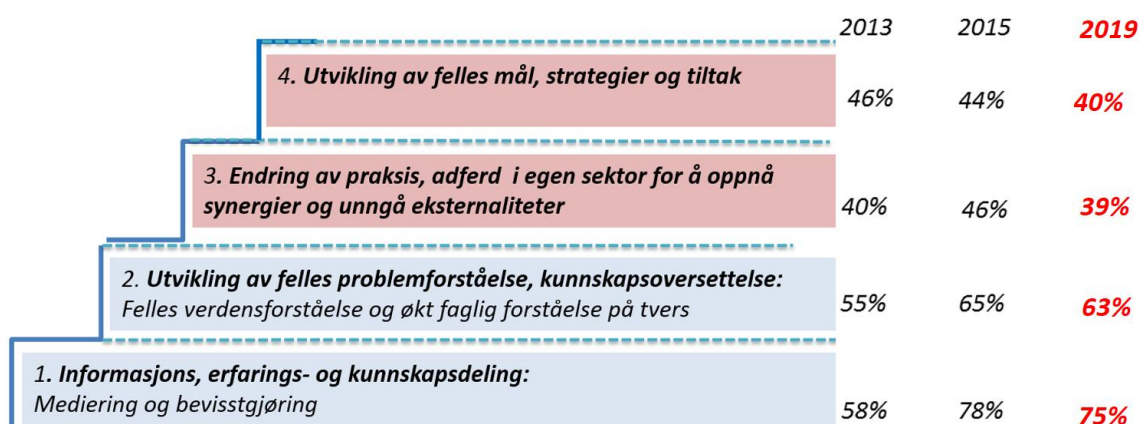 2013 2015 2019
4. Utvikling av felles mål, strategier og tiltak
46% 44% 40%
3. Endring av praksis, adferd i egen sektor for å oppnå
synergier og unngå eksternaliteter
40% 46% 39%
2. Utvikling av felles problemforståelse, kunnskapsoversettelse:
Felles verdensforståelse og økt faglig forståelse på tvers
55% 65% 63%
1. Informasjons, erfarings- og kunnskapsdeling:
Mediering og bevisstgjøring
58% 78% 75%